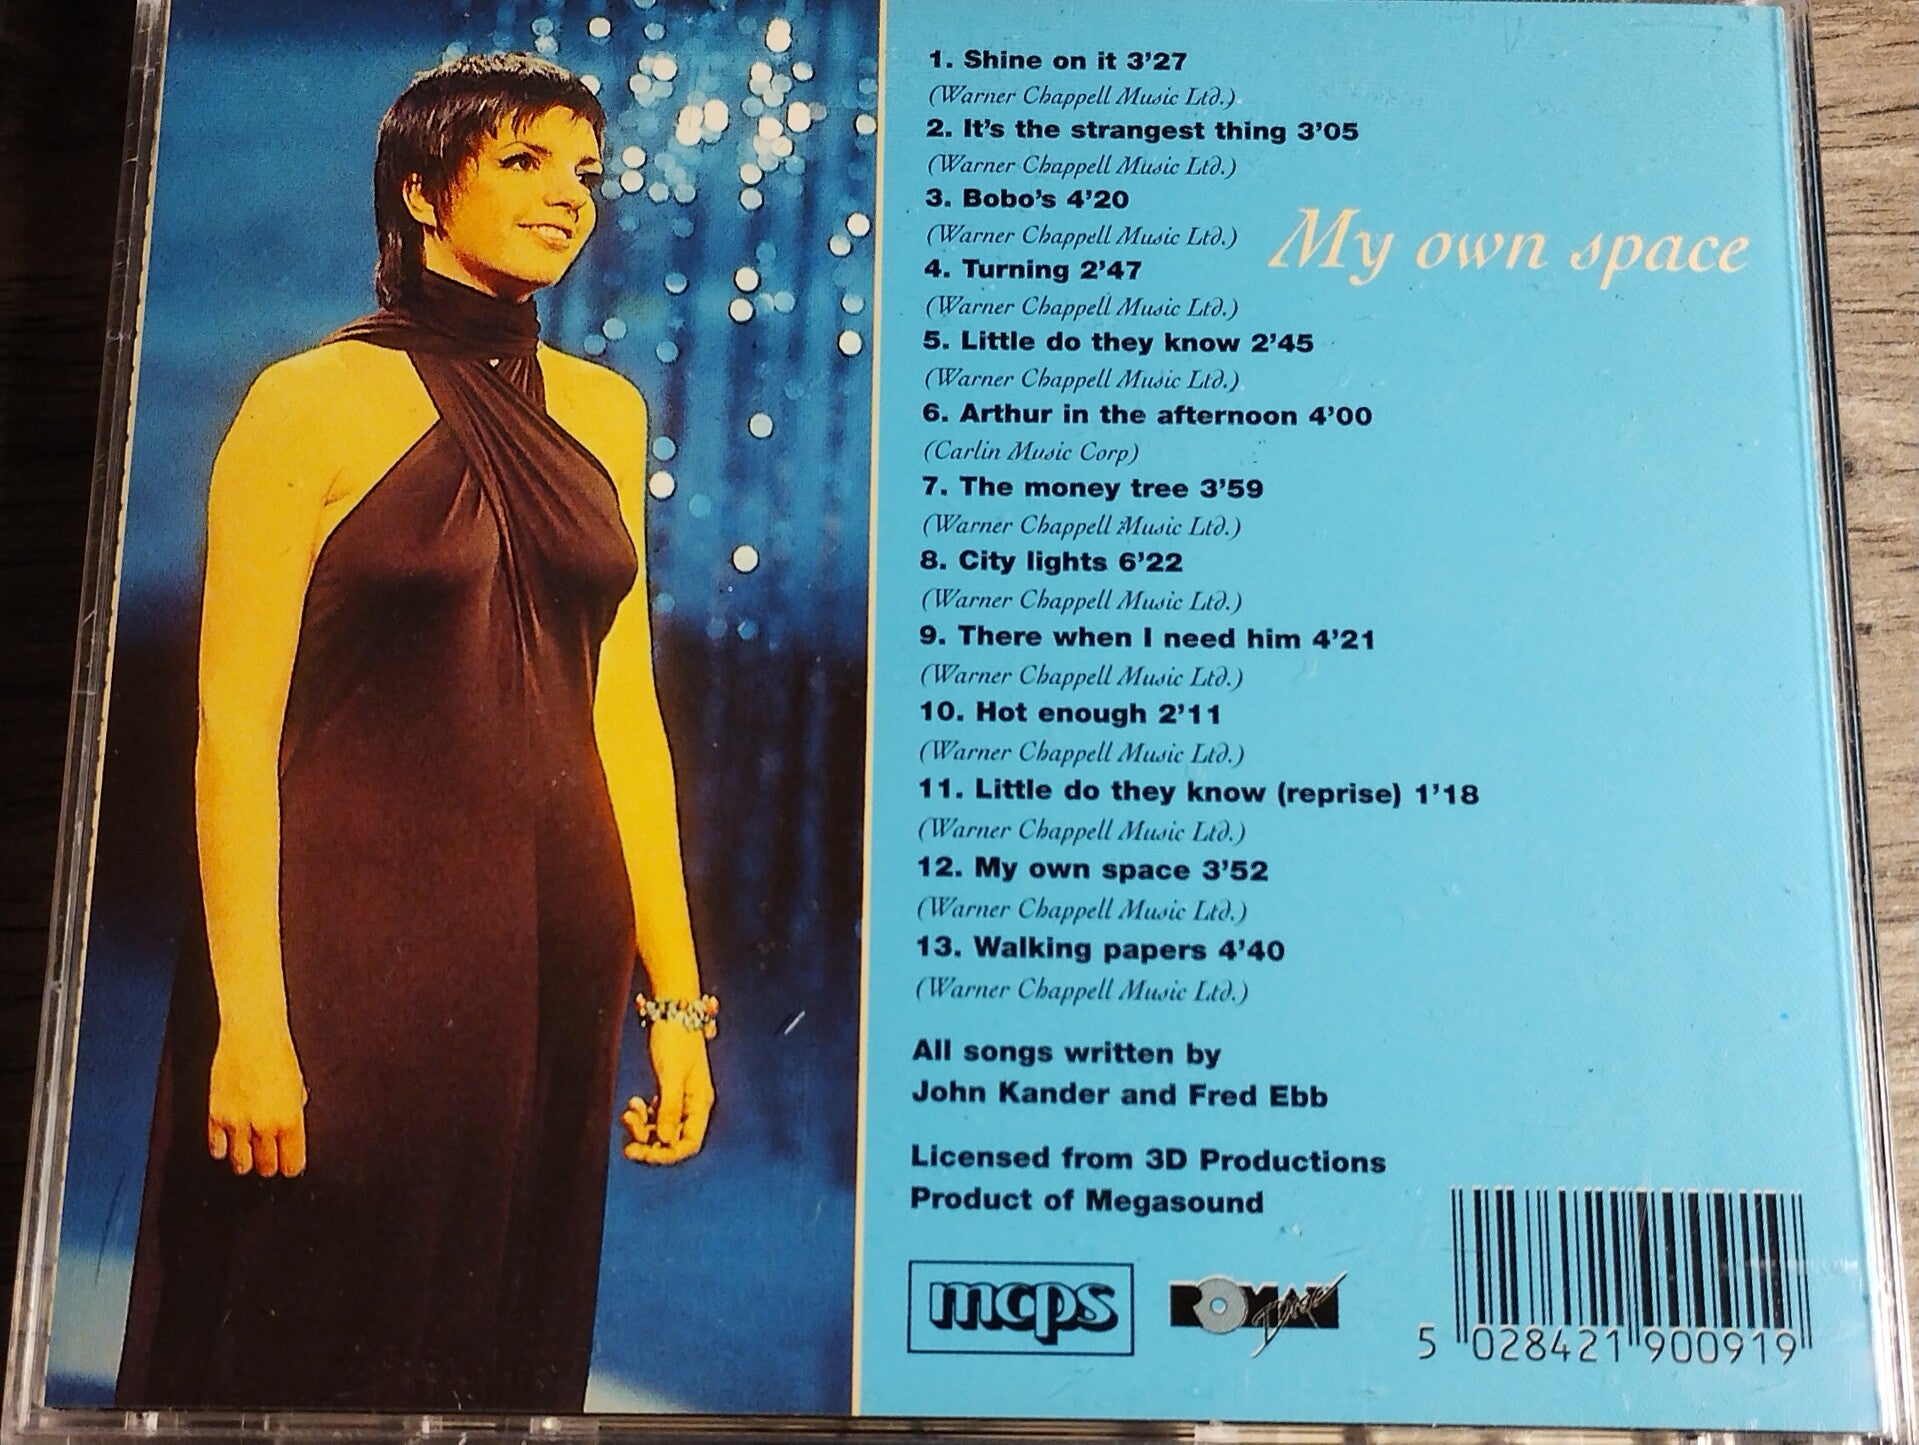 1. Shine on it 3'27
(Warner Chappell Music Ltd.)
2. It's the strangest thing 3'05
(Warner Chappell Music Ltd.)
3. Bobo's 4'20
(Warner Chappell Music Ltd.)
My own space
4. Turning 2'47
(Warner Chappell Music Ltd.)
5. Little do they know 2'45
(Warner Chappell Music Ltd.)
6. Arthur in the afternoon 4'00
(Carlin Music Corp)
7. The money tree 3'59
(Warner Chappell Music Ltd.)
8. City lights 6'22
(Warner Chappell Music Ltd.)
9. There when I need him 4'21
(Warner Chappell Music Ltd.)
10. Hot enough 2'11
(Warner Chappell Music Ltd.)
11. Little do they know (reprise) 1'18
(Warner Chappell Music Ltd.)
12. My own space 3'52
(Warner Chappell Music Ltd.)
13. Walking papers 4'40
(Warner Chappell Music Ltd.)
All songs written by
John Kander and Fred Ebb
Licensed from 3D Productions
Product of Megasound
mcps
ROMAN
Disc
5 028421 900919